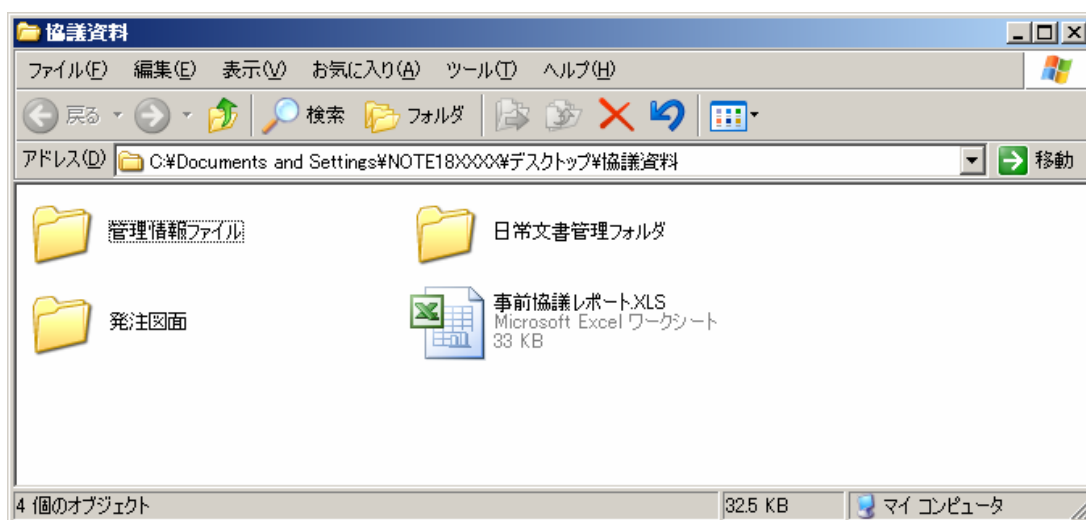 協議資料
ファイル(F) 編集(E) 表示(V) お気に入り(A) ツール(T) ヘルプ(H)
戻る 検索 フォルダ
アドレス(D) C:¥Documents and Settings¥NOTE18XXXX¥デスクトップ¥協議資料 移動
管理情報ファイル 日常文書管理フォルダ
発注図面 事前協議レポート.XLS
Microsoft Excel ワークシート
33 KB
4 個のオブジェクト 32.5 KB マイ コンピュータ